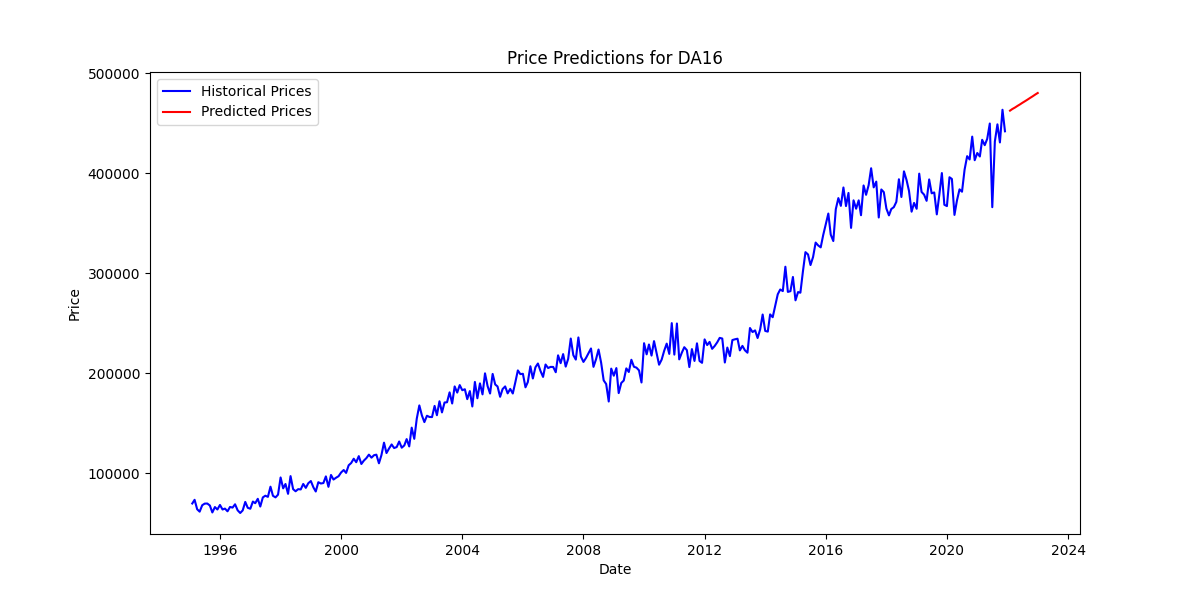 Price Predictions for DA16
Historical Prices
Predicted Prices
500000
400000
300000
200000
100000
Price
1996 2000 2004 2008 2012 2016 2020 2024
Date